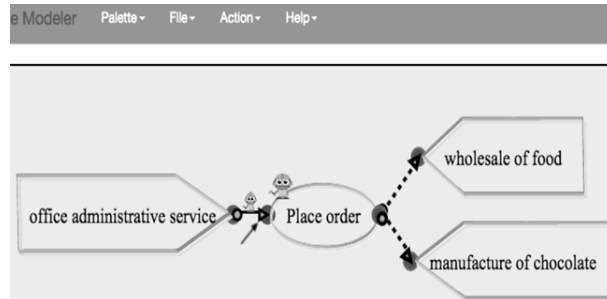 e Modeler Palette File Action Help
wholesale of food
office administrative service Place order
manufacture of chocolate